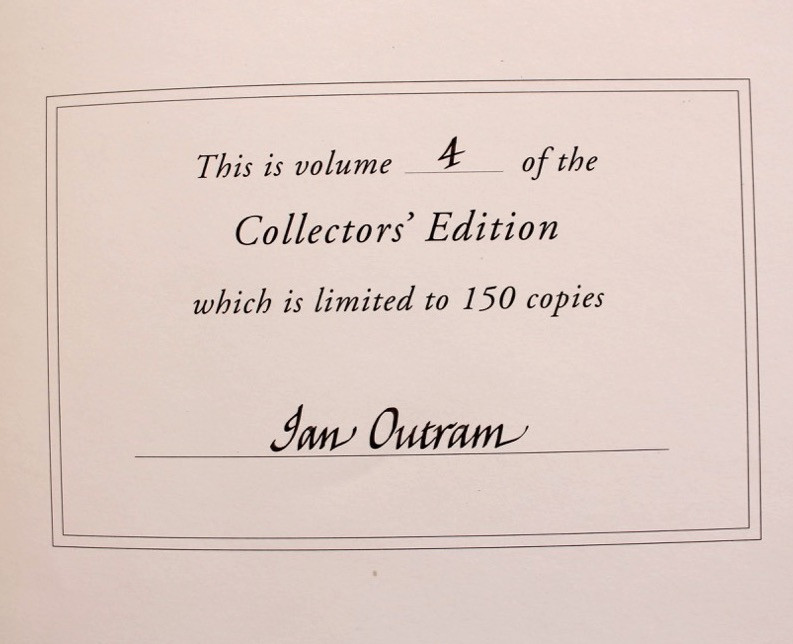 This is volume 4 of the
Collectors’ Edition
which is limited to 150 copies
Ian Outram